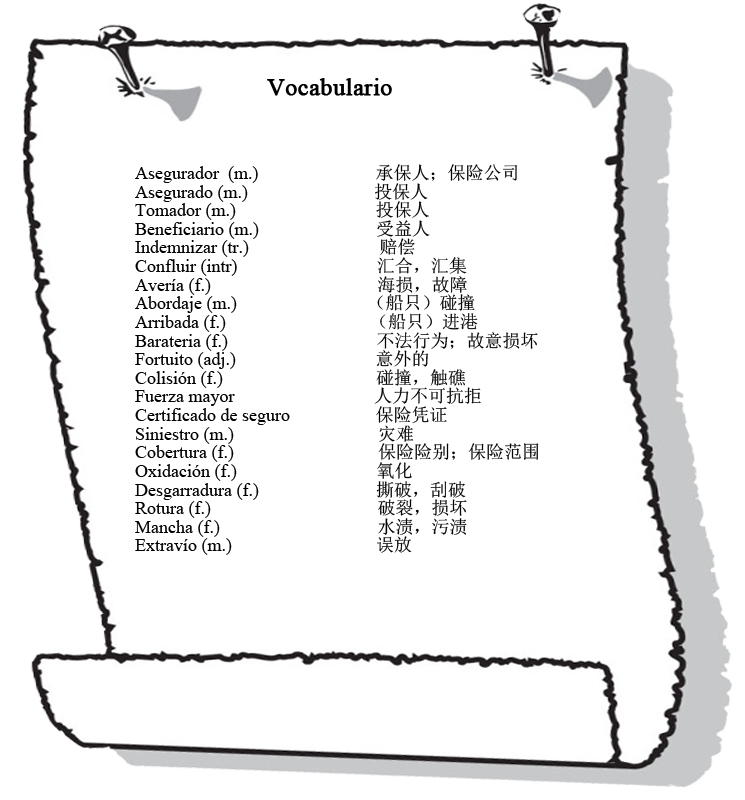 Vocabulario
Asegurador (m.) 承保人；保险公司
Asegurado (m.) 投保人
Tomador (m.) 投保人
Beneficiario (m.) 受益人
Indemnizar (tr.) 赔偿
Confluir (intr) 汇合，汇集
Avería (f.) 海损，故障
Abordaje (m.) （船只）碰撞
Arribada (f.) （船只）进港
Barateria (f.) 不法行为；故意损坏
Fortuito (adj.) 意外的
Colisión (f.) 碰撞，触礁
Fuerza mayor 人力不可抗拒
Certificado de seguro 保险凭证
Siniestro (m.) 灾难
Cobertura (f.) 保险险别；保险范围
Oxidación (f.) 氧化
Desgarradura (f.) 撕破，刮破
Rotura (f.) 破裂，损坏
Mancha (f.) 水渍，污渍
Extravío (m.) 误放